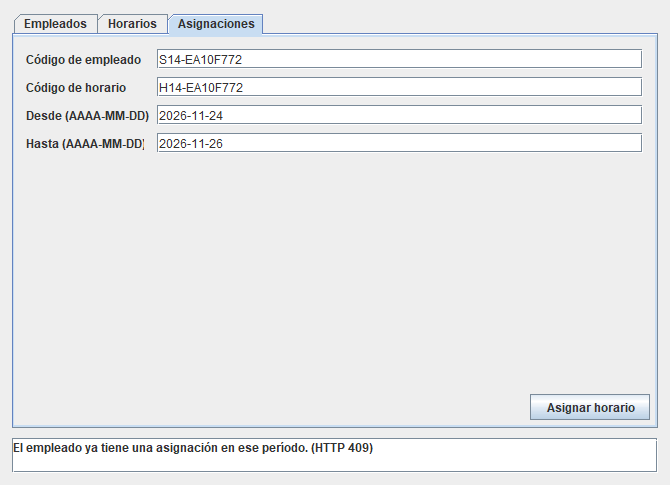 Empleados Horarios Asignaciones
Código de empleado S14-EA10F772
Código de horario H14-EA10F772
Desde (AAAA-MM-DD) 2026-11-24
Hasta (AAAA-MM-DD) 2026-11-26
Asignar horario
El empleado ya tiene una asignación en ese período. (HTTP 409)